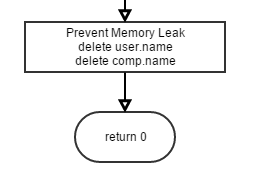 Prevent Memory Leak
delete user.name
delete comp.name
return 0